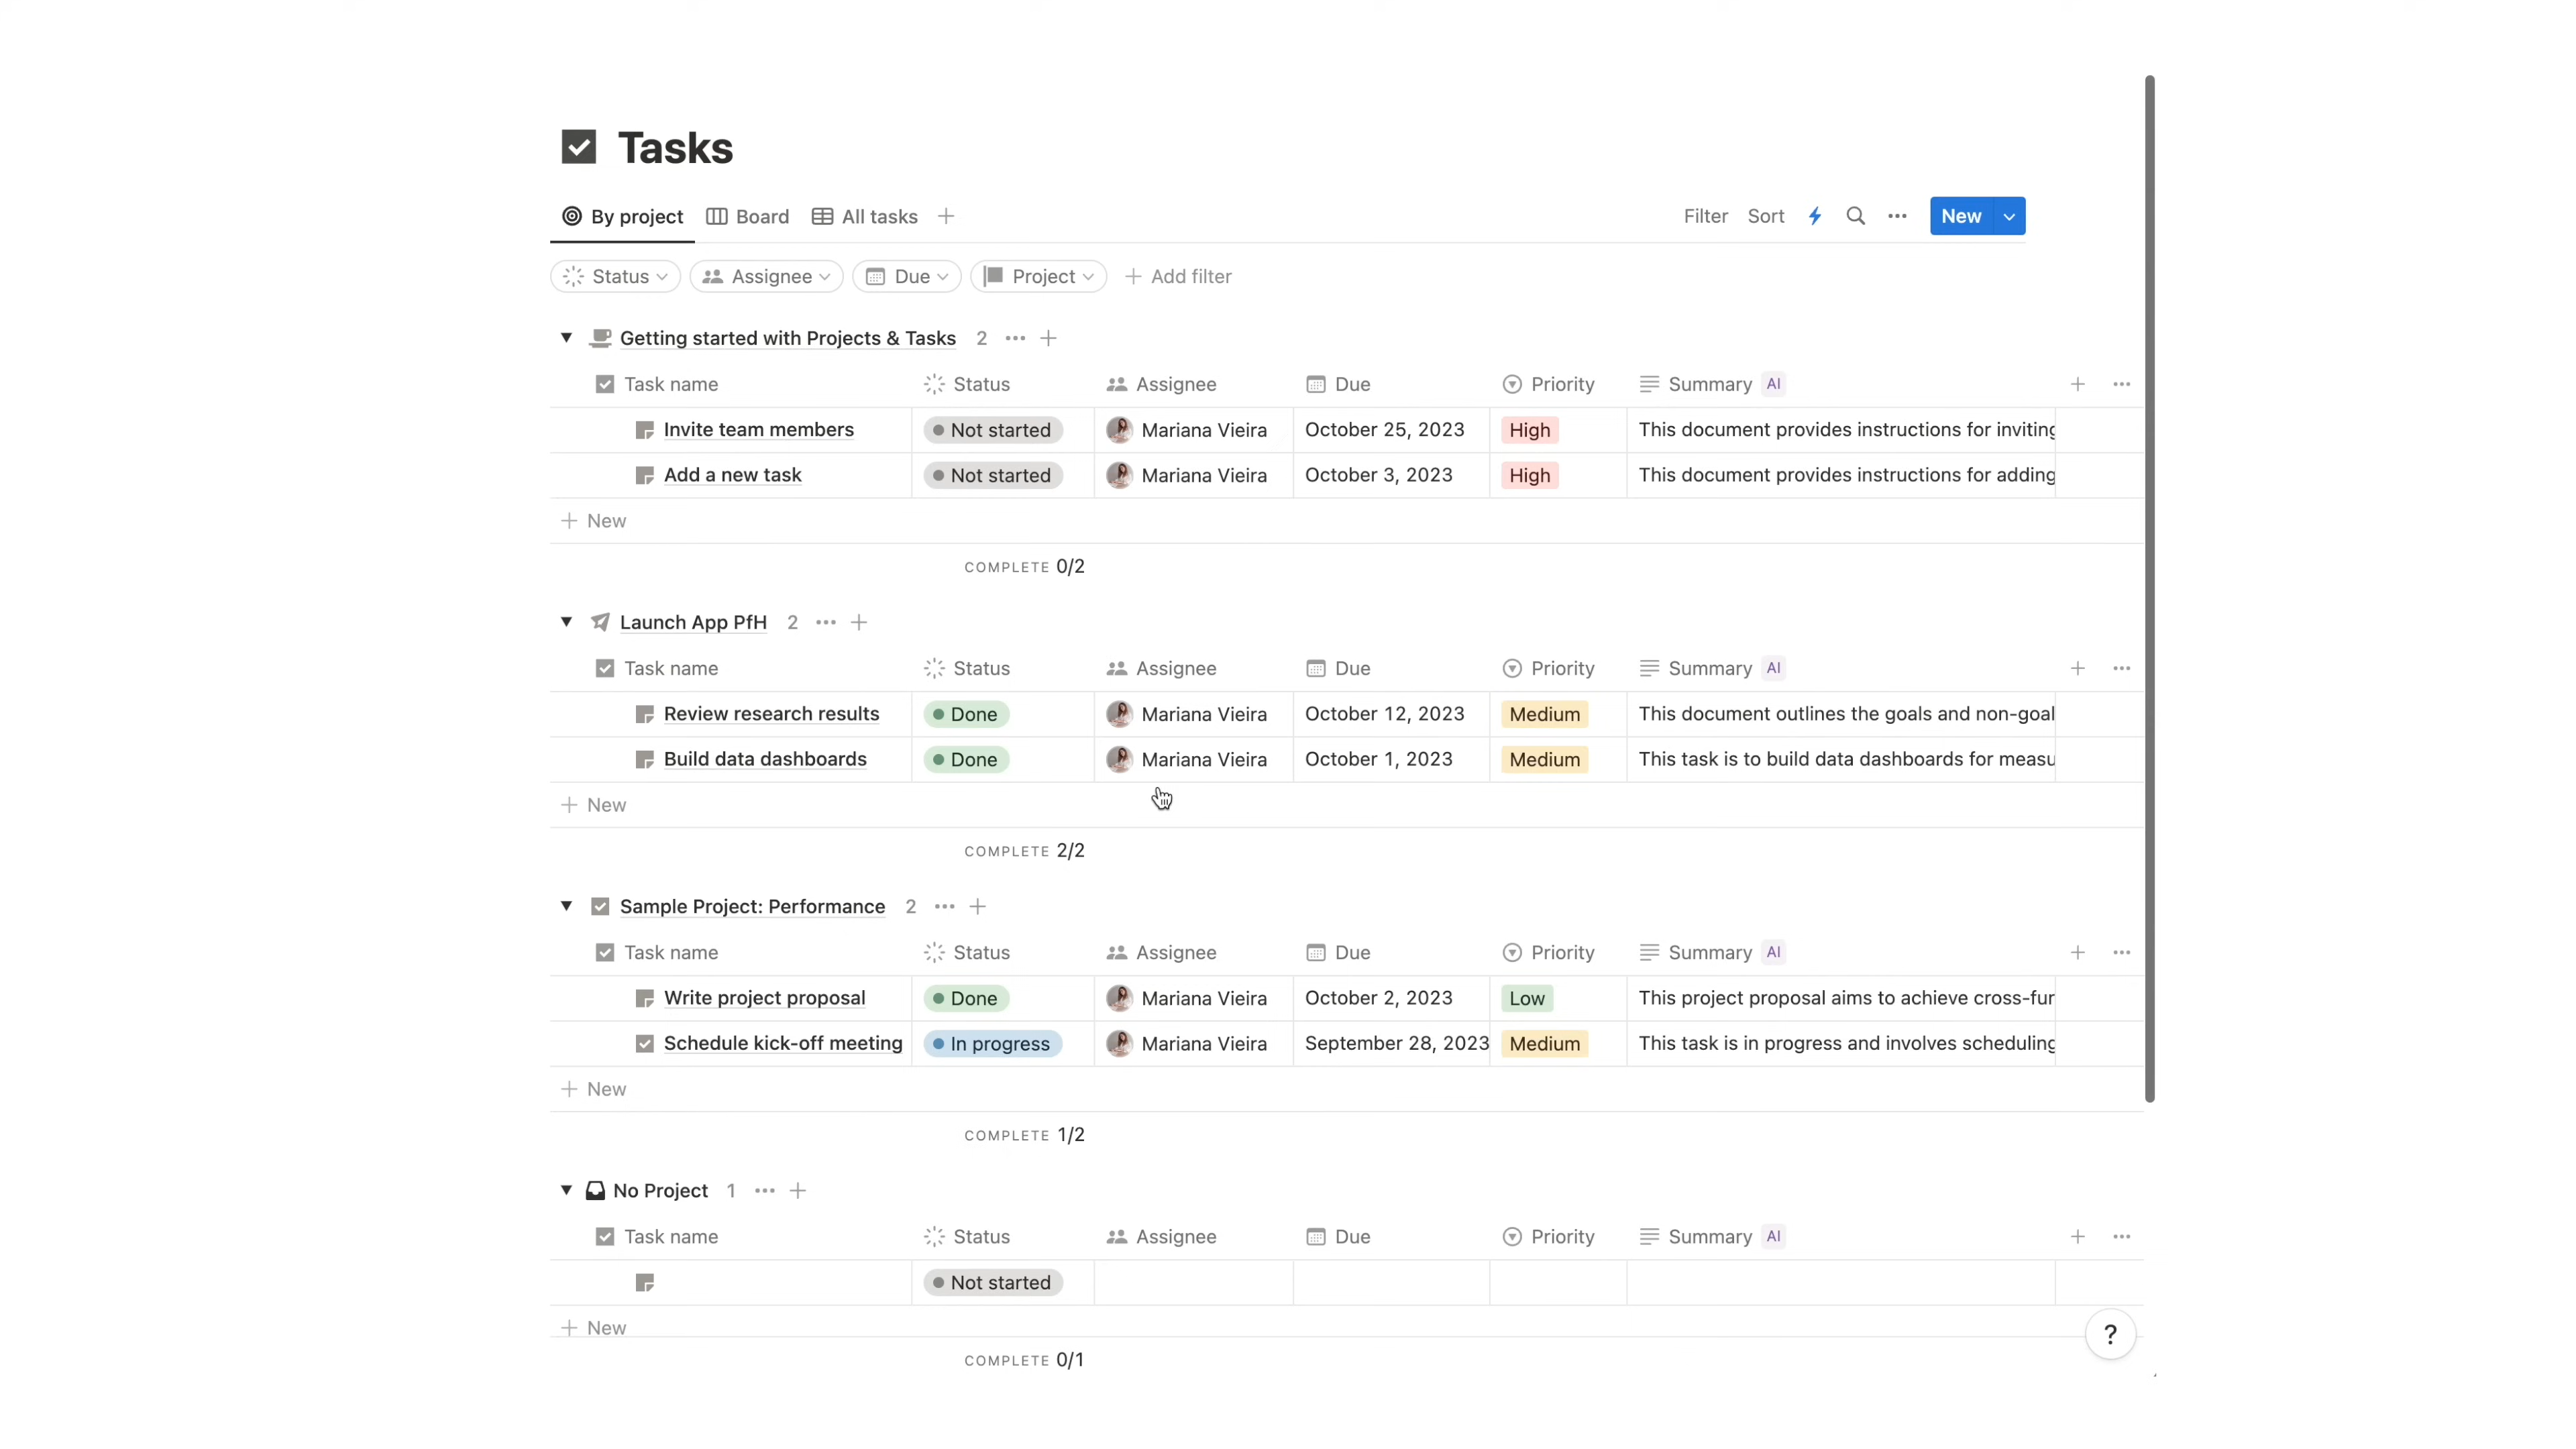 Tasks
By project Board All tasks Filter Sort New
Status Assignee Due Project Add filter
Getting started with Projects & Tasks 2
Task name Status Assignee Due Priority Summary AI
Invite team members Not started Mariana Vieira October 25, 2023 High This document provides instructions for inviting
Add a new task Not started Mariana Vieira October 3, 2023 High This document provides instructions for adding
New
COMPLETE 0/2
Launch App PfH 2
Task name Status Assignee Due Priority Summary AI
Review research results Done Mariana Vieira October 12, 2023 Medium This document outlines the goals and non-goal
Build data dashboards Done Mariana Vieira October 1, 2023 Medium This task is to build data dashboards for measu
New
COMPLETE 2/2
Sample Project: Performance 2
Task name Status Assignee Due Priority Summary AI
Write project proposal Done Mariana Vieira October 2, 2023 Low This project proposal aims to achieve cross-fun
Schedule kick-off meeting In progress Mariana Vieira September 28, 2023 Medium This task is in progress and involves scheduling
New
COMPLETE 1/2
No Project 1
Task name Status Assignee Due Priority Summary AI
Not started
New
?
COMPLETE 0/1